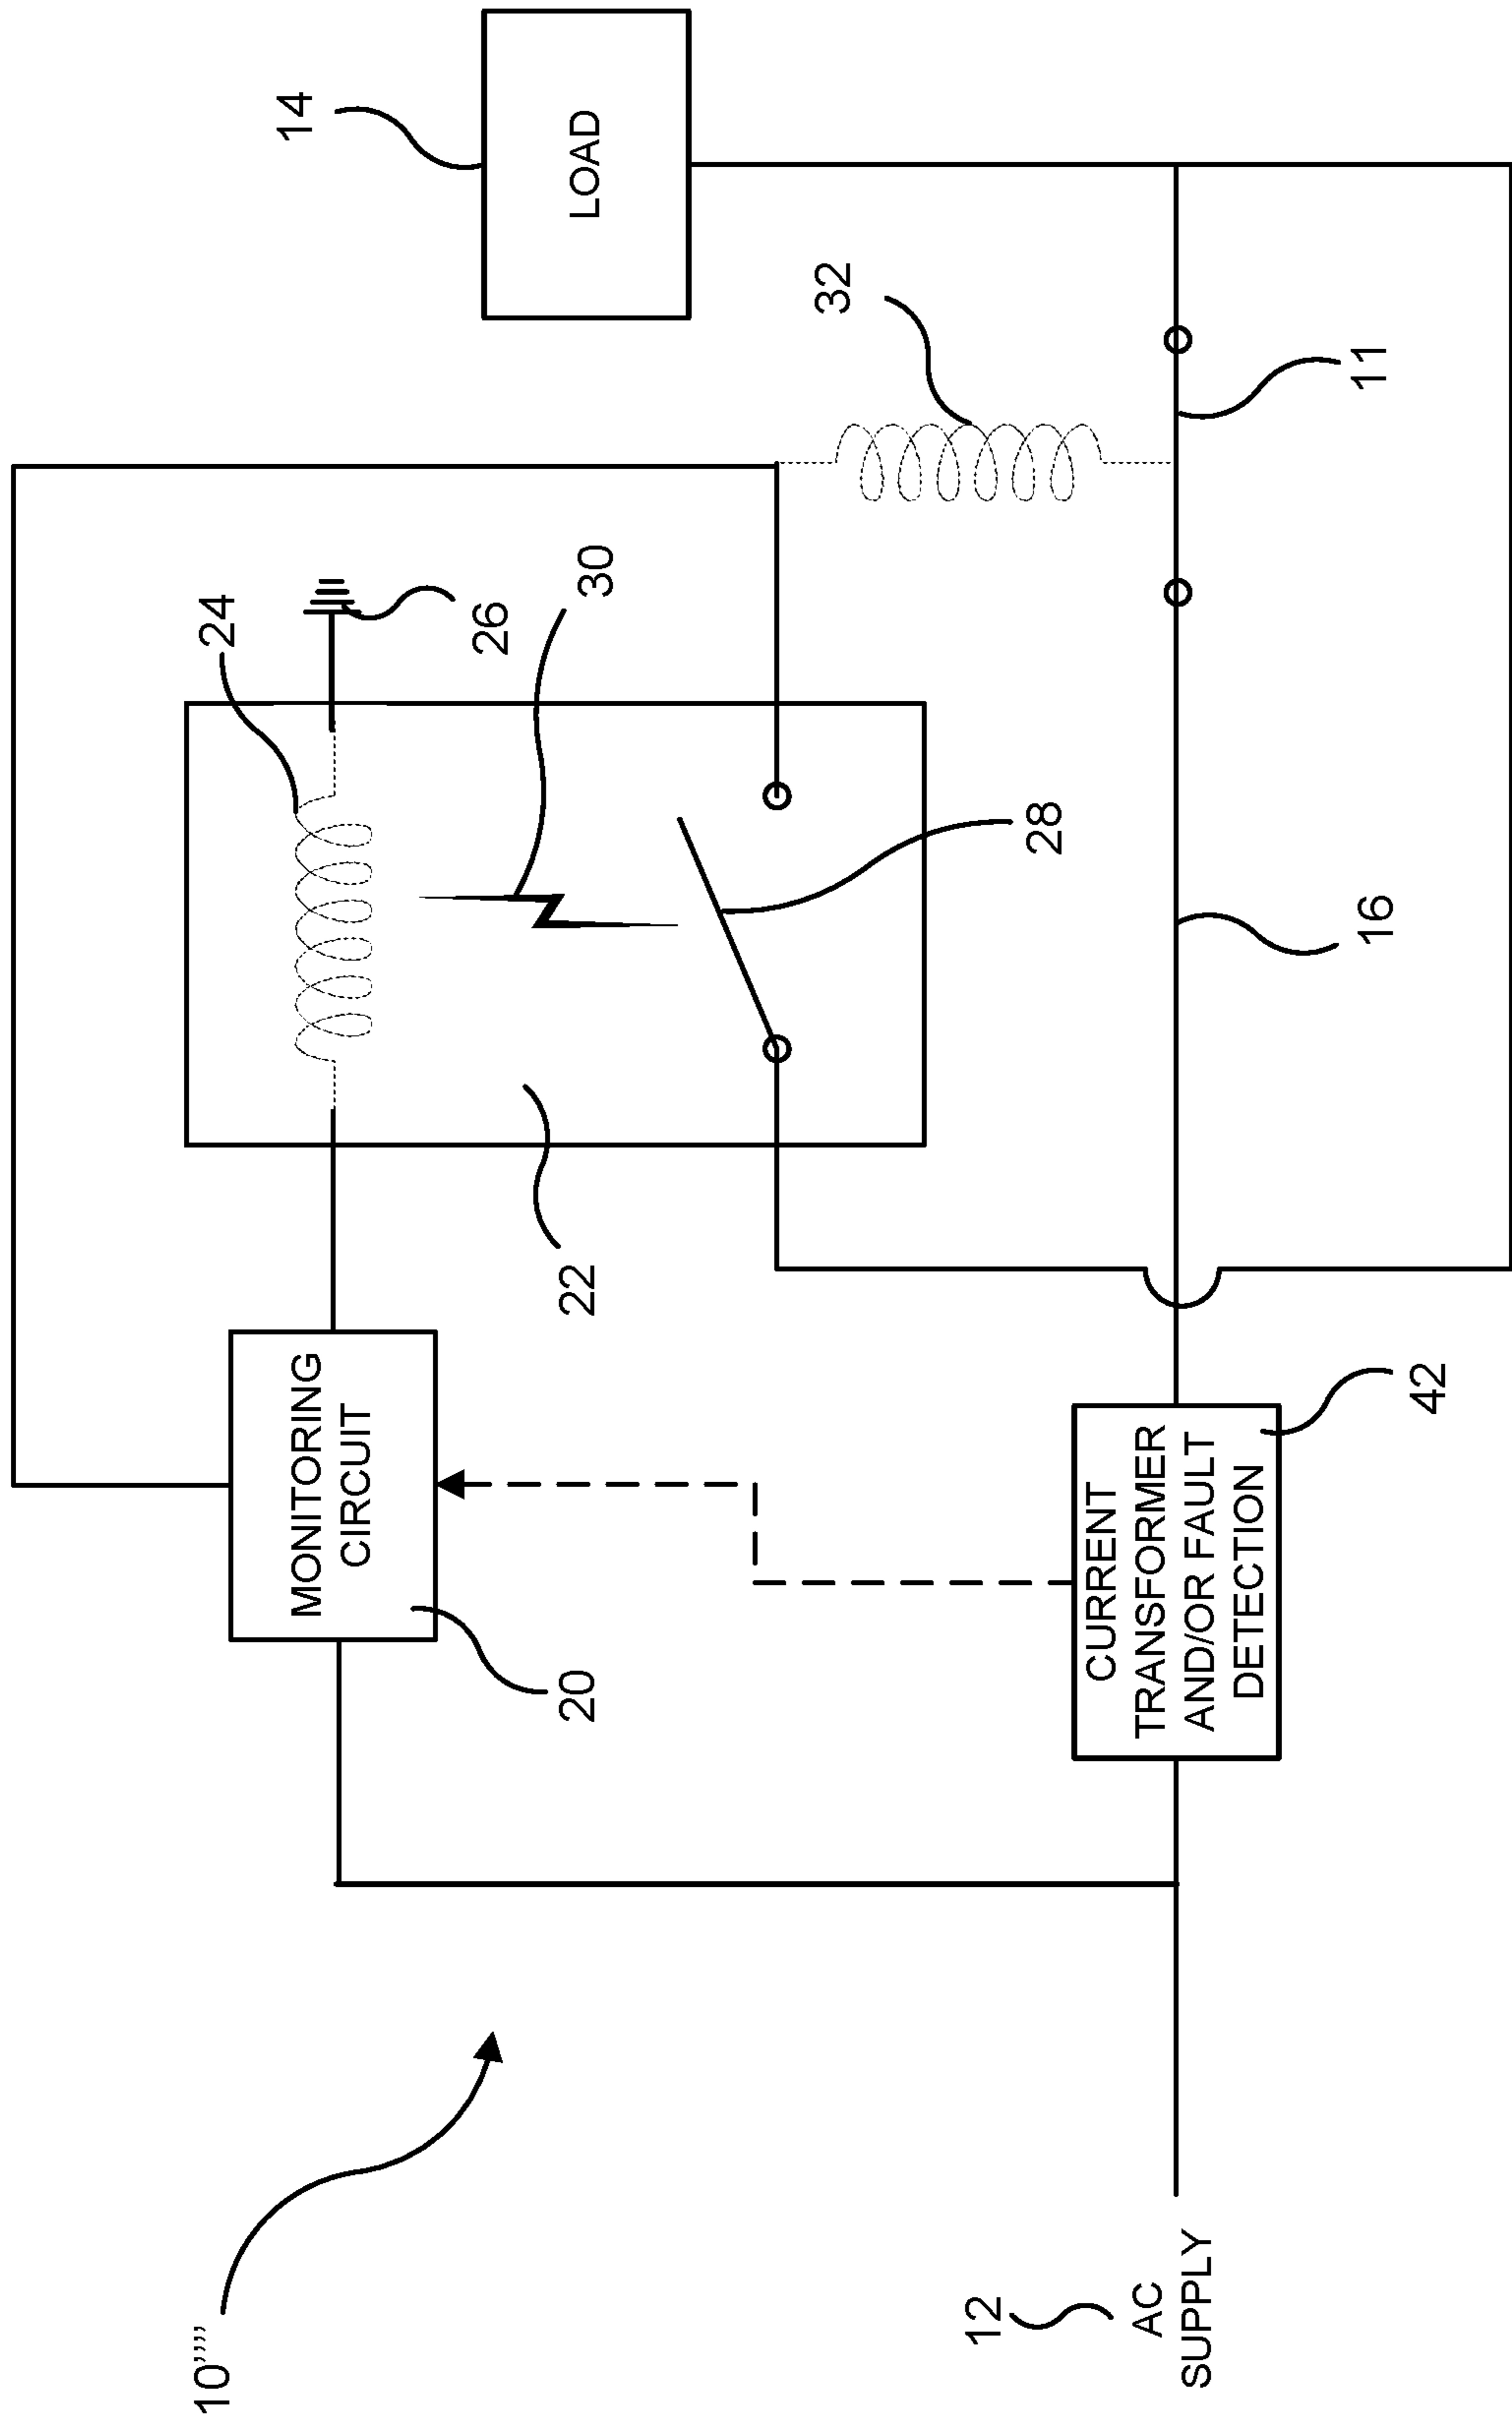 10''''
12
AC
SUPPLY
MONITORING
CIRCUIT
20
CURRENT
TRANSFORMER
AND/OR FAULT
DETECTION
42
22
24
26
30
28
16
32
11
14
LOAD